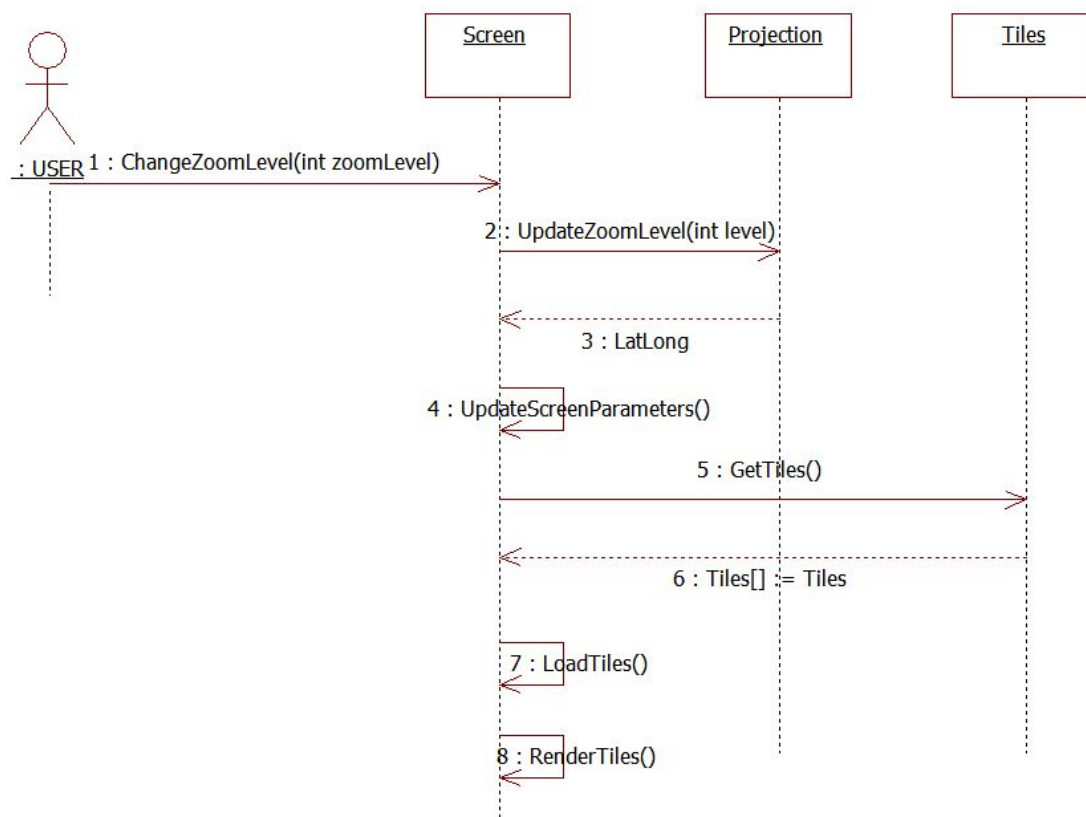 Screen
Projection
Tiles
: USER
1 : ChangeZoomLevel(int zoomLevel)
2 : UpdateZoomLevel(int level)
3 : LatLong
4 : UpdateScreenParameters()
5 : GetTiles()
6 : Tiles[] := Tiles
7 : LoadTiles()
8 : RenderTiles()